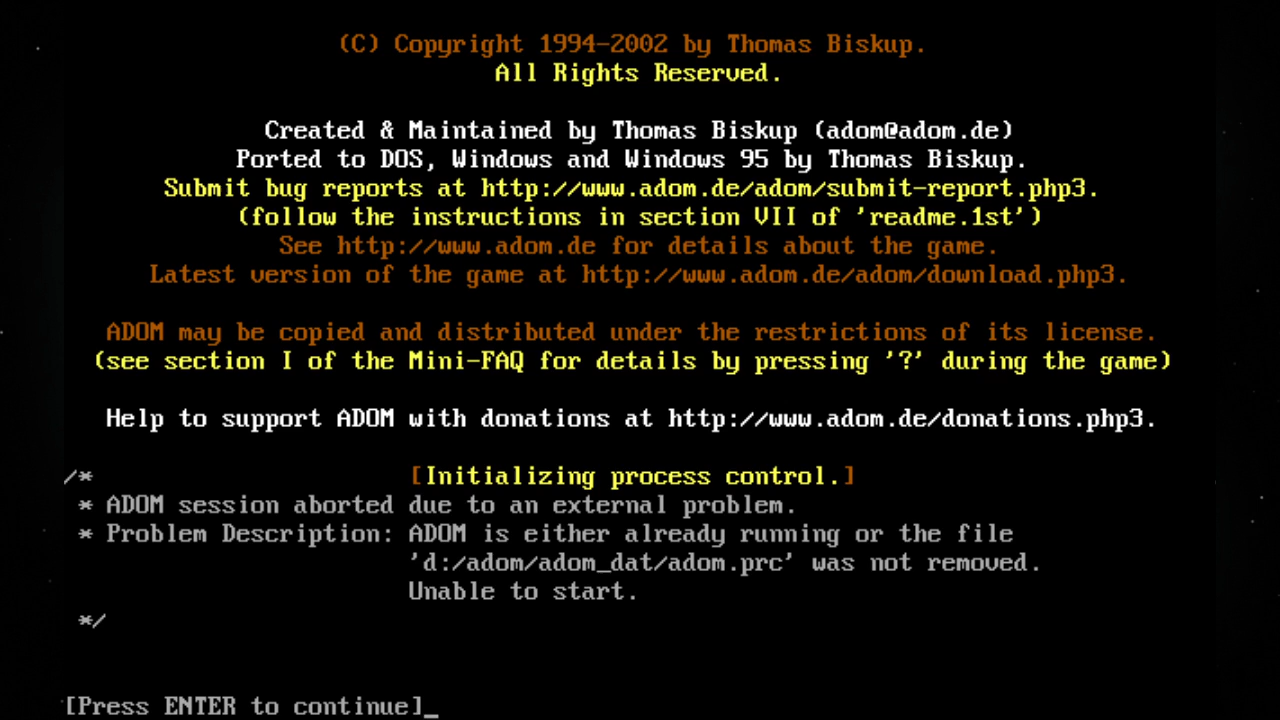 (C) Copyright 1994-2002 by Thomas Biskup.
All Rights Reserved.
Created & Maintained by Thomas Biskup (adom@adom.de)
Ported to DOS, Windows and Windows 95 by Thomas Biskup.
Submit bug reports at http://www.adom.de/adom/submit-report.php3.
(follow the instructions in section VII of 'readme.1st')
See http://www.adom.de for details about the game.
Latest version of the game at http://www.adom.de/adom/download.php3.
ADOM may be copied and distributed under the restrictions of its license.
(see section I of the Mini-FAQ for details by pressing '?' during the game)
Help to support ADOM with donations at http://www.adom.de/donations.php3.
/* [Initializing process control.]
* ADOM session aborted due to an external problem.
* Problem Description: ADOM is either already running or the file
'd:/adom/adom_dat/adom.prc' was not removed.
Unable to start.
*/
[Press ENTER to continue]_